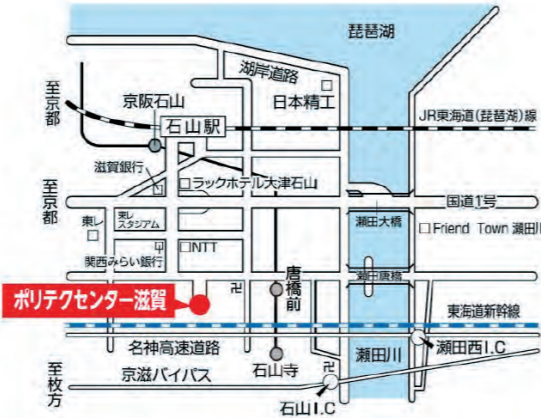 琵琶湖
湖岸道路
日本精工
至京都
京阪石山
石山駅
JR東海道(琵琶湖)線
滋賀銀行
ラックホテル大津石山
至京都
国道1号
東レ
東レ
スタジアム
瀬田大橋
Friend Town 瀬田川
NTT
関西みらい銀行
唐橋前
瀬田唐橋
卍
ポリテクセンター滋賀
東海道新幹線
名神高速道路
石山寺
瀬田川
瀬田西I.C
至枚方
京滋バイパス
卍
石山I.C